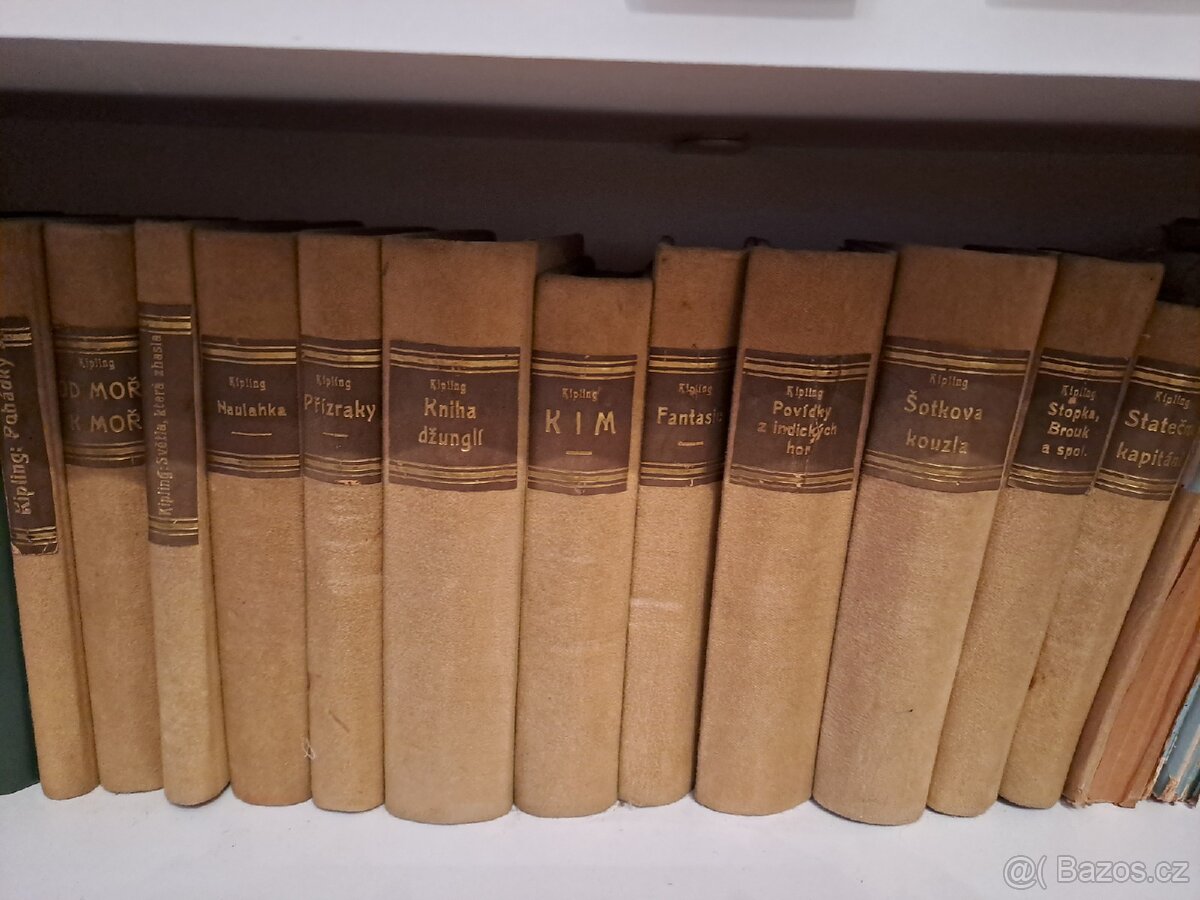 Kipling: Pohádky
Kipling
OD MOŘ
K MOŘ
Kipling: Světla, která zhasla
Kipling
Naulahka
Kipling
Přízraky
Kipling
Kniha
džunglí
Kipling
KIM
Kipling
Fantasie
Kipling
Povídky
z indických
hor
Kipling
Šotkova
kouzla
Kipling
Stopka,
Brouk
a spol.
Kipling
Stateční
kapitáni
@( Bazos.cz